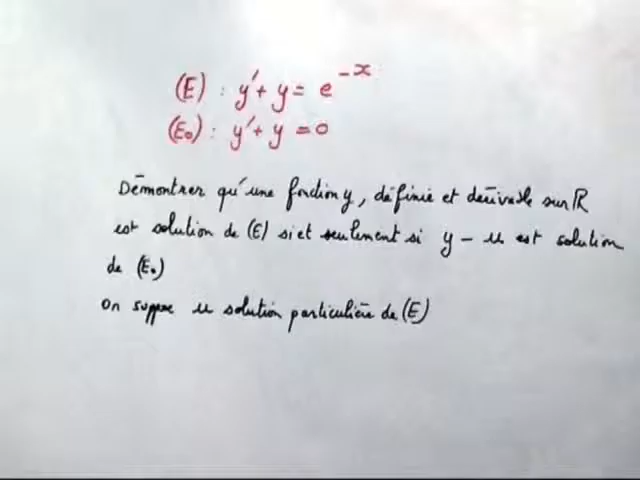 (E) : y' + y = e^{-x}
(E₀) : y' + y = 0
Démontrer qu'une fonction y, définie et dérivable sur ℝ
est solution de (E) si et seulement si y - u est solution
de (E₀)
On suppose u solution particulière de (E)